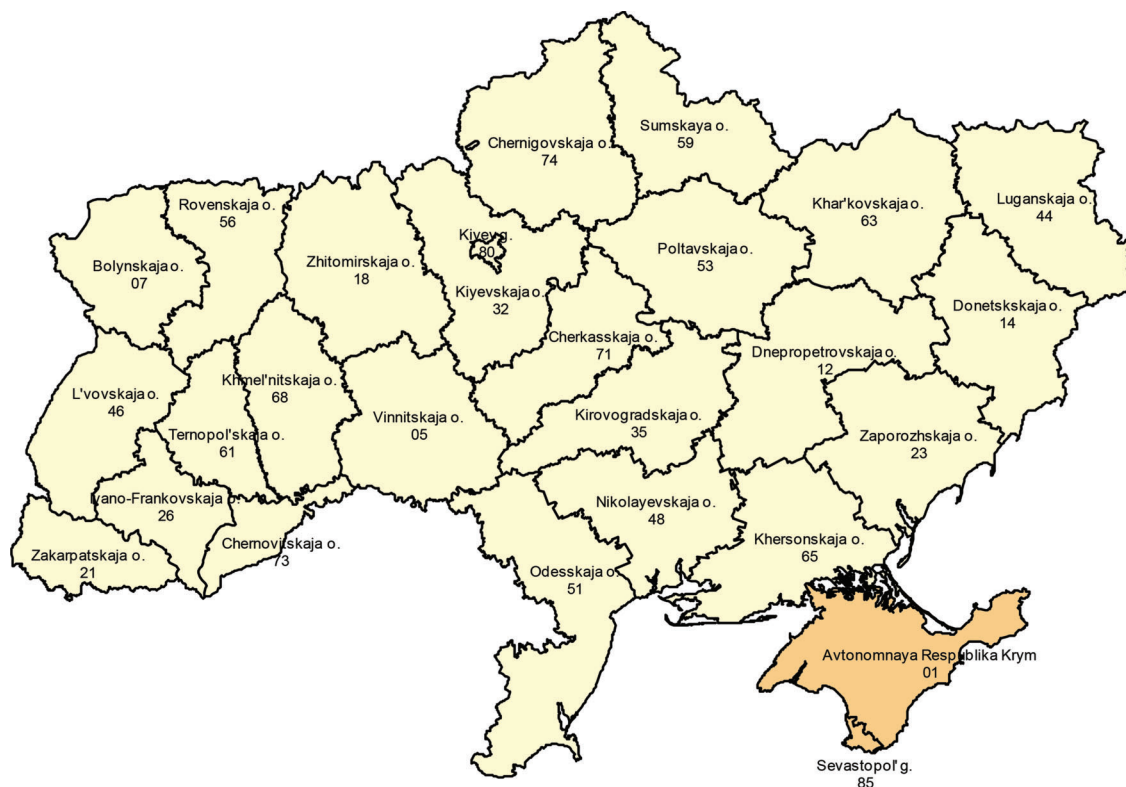 Sumskaya o.
59
Chernigovskaja o.
74
Rovenskaja o.
56
Khar'kovskaja o.
63
Luganskaja o.
44
Kiyev g.
80
Poltavskaja o.
53
Bolynskaja o.
07
Zhitomirskaja o.
18
Kiyevskaja o.
32
Donetskskaja o.
14
Cherkasskaja o.
71
Dnepropetrovskaja o.
12
Khmel'nitskaja o.
68
L'vovskaja o.
46
Vinnitskaja o.
05
Kirovogradskaja o.
35
Ternopol'skaja o.
61
Zaporozhskaja o.
23
Ivano-Frankovskaja o.
26
Nikolayevskaja o.
48
Khersonskaja o.
65
Zakarpatskaja o.
21
Chernovitskaja o.
73
Odesskaja o.
51
Avtonomnaya Respublika Krym
01
Sevastopol' g.
85